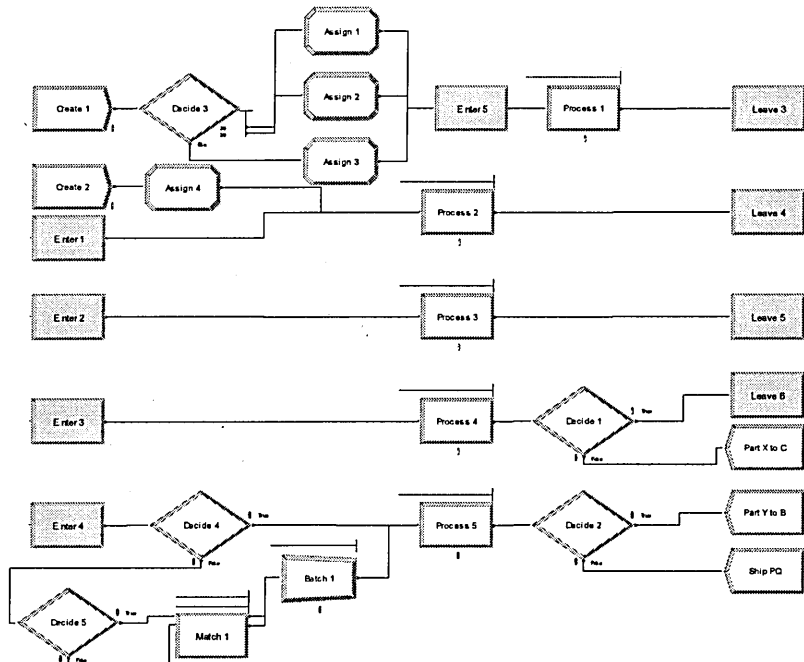 Assign 1
Create 1
Decide 3
Assign 2
Enter 5
Process 1
Leave 3
Else
Assign 3
Create 2
Assign 4
Process 2
Leave 4
Enter 1
Enter 2
Process 3
Leave 5
Enter 3
Process 4
Decide 1
True
Leave 6
False
Part X to C
Enter 4
Decide 4
True
Process 5
Decide 2
True
Part Y to B
False
Batch 1
False
Ship PQ
Decide 5
True
Match 1
False